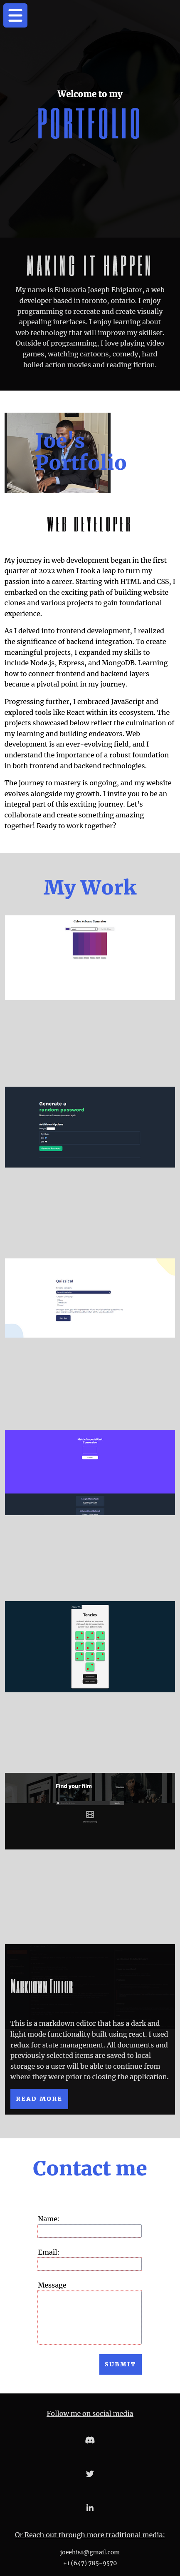 Welcome to my
PORTFOLIO
MAKING IT HAPPEN
My name is Ehisuoria Joseph Ehigiator, a web
developer based in toronto, ontario. I enjoy
programming to recreate and create visually
appealing interfaces. I enjoy learning about
web technology that will improve my skillset.
Outside of programming, I love playing video
games, watching cartoons, comedy, hard
boiled action movies and reading fiction.
Joe's
Portfolio
WEB DEVELOPER
My journey in web development began in the first
quarter of 2022 when I took a leap to turn my
passion into a career. Starting with HTML and CSS, I
embarked on the exciting path of building website
clones and various projects to gain foundational
experience.
As I delved into frontend development, I realized
the significance of backend integration. To create
meaningful projects, I expanded my skills to
include Node.js, Express, and MongoDB. Learning
how to connect frontend and backend layers
became a pivotal point in my journey.
Progressing further, I embraced JavaScript and
explored tools like React within its ecosystem. The
projects showcased below reflect the culmination of
my learning and building endeavors. Web
development is an ever-evolving field, and I
understand the importance of a robust foundation
in both frontend and backend technologies.
The journey to mastery is ongoing, and my website
evolves alongside my growth. I invite you to be an
integral part of this exciting journey. Let's
collaborate and create something amazing
together! Ready to work together?
My Work
Generate a
random password
Quizzical
Tenzies
Find your film
Markdown Editor
This is a markdown editor that has a dark and
light mode functionality built using react. I used
redux for state management. All documents and
previously selected items are saved to local
storage so a user will be able to continue from
where they were prior to closing the application.
READ MORE
Contact me
Name:
Email:
Message
SUBMIT
Follow me on social media
Or Reach out through more traditional media:
joeehis1@gmail.com
+1 (647) 785-9570